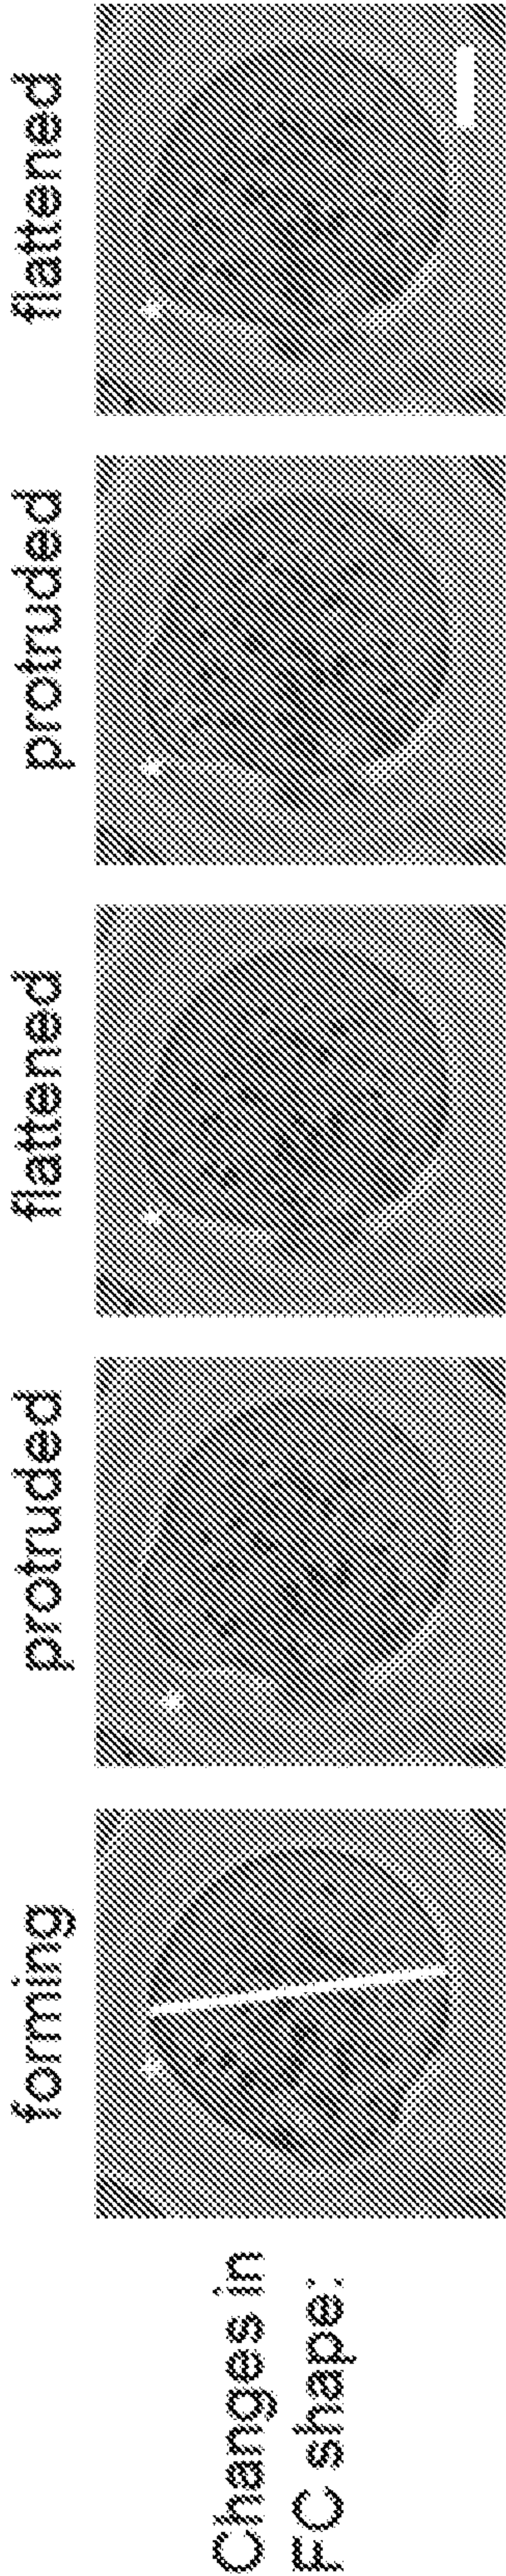 Changes in
FC shape:
forming
protruded
flattened
protruded
flattened